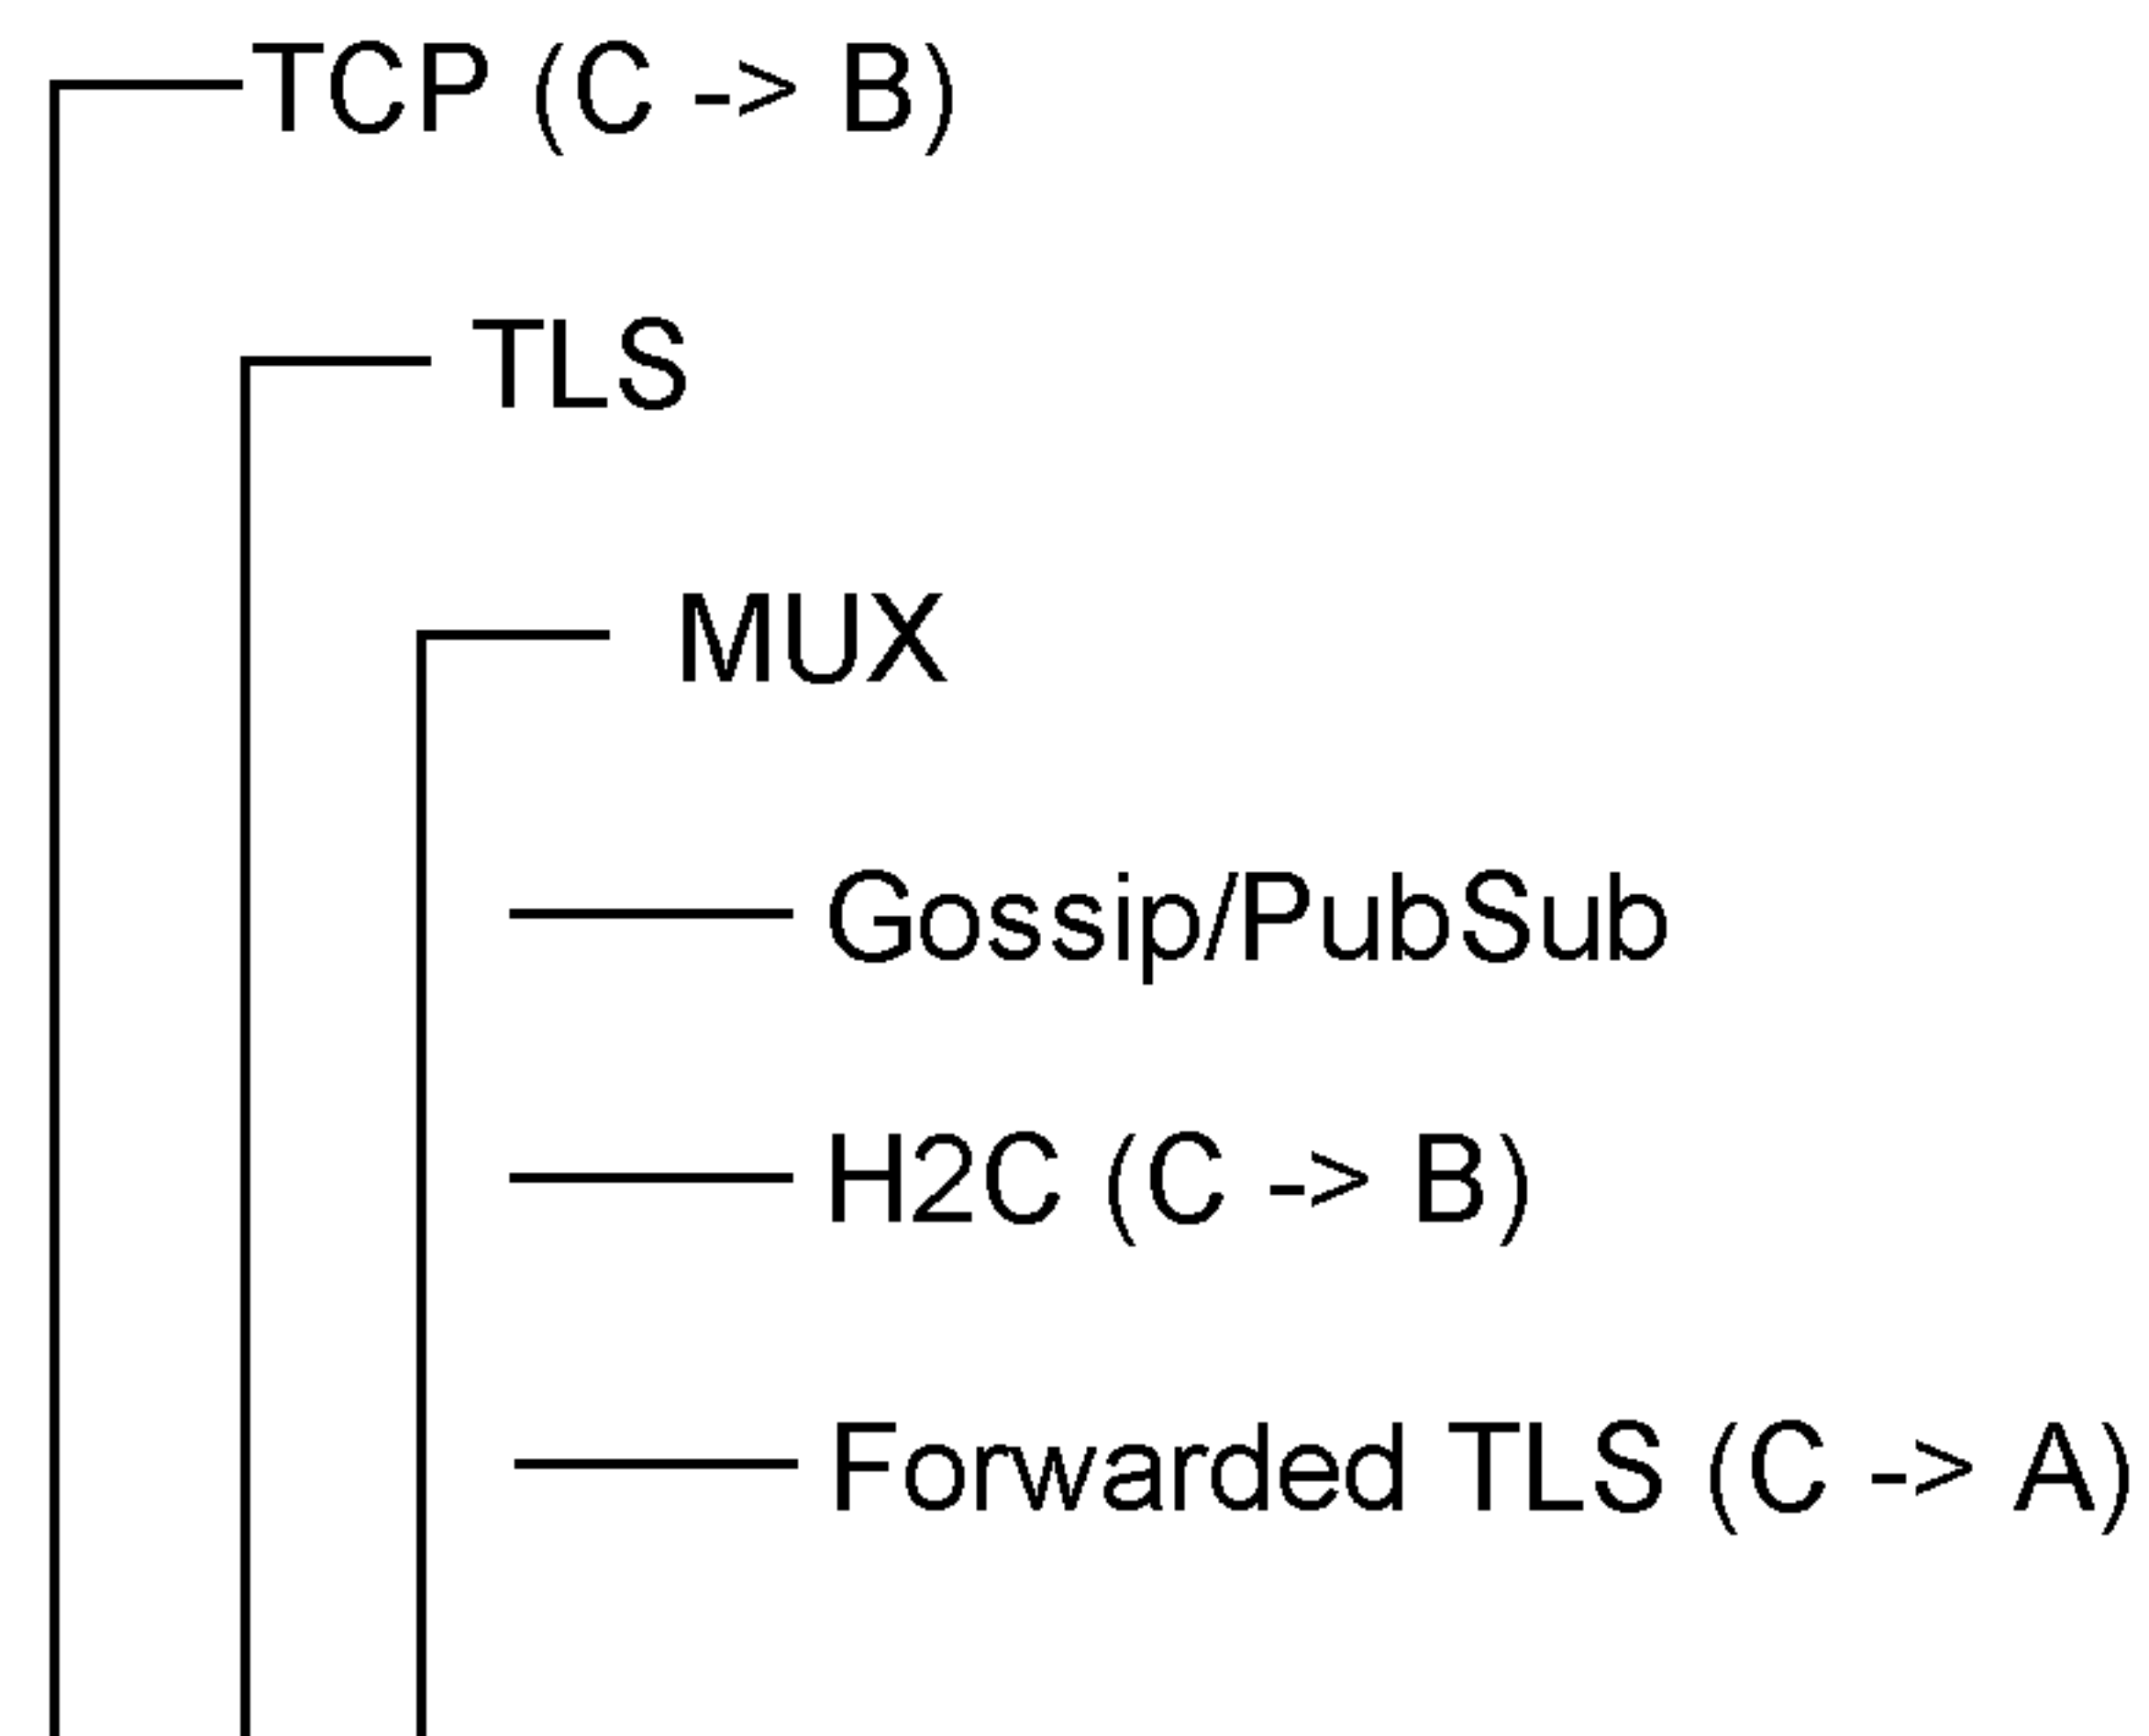 TCP (C -> B)
TLS
MUX
Gossip/PubSub
H2C (C -> B)
Forwarded TLS (C -> A)